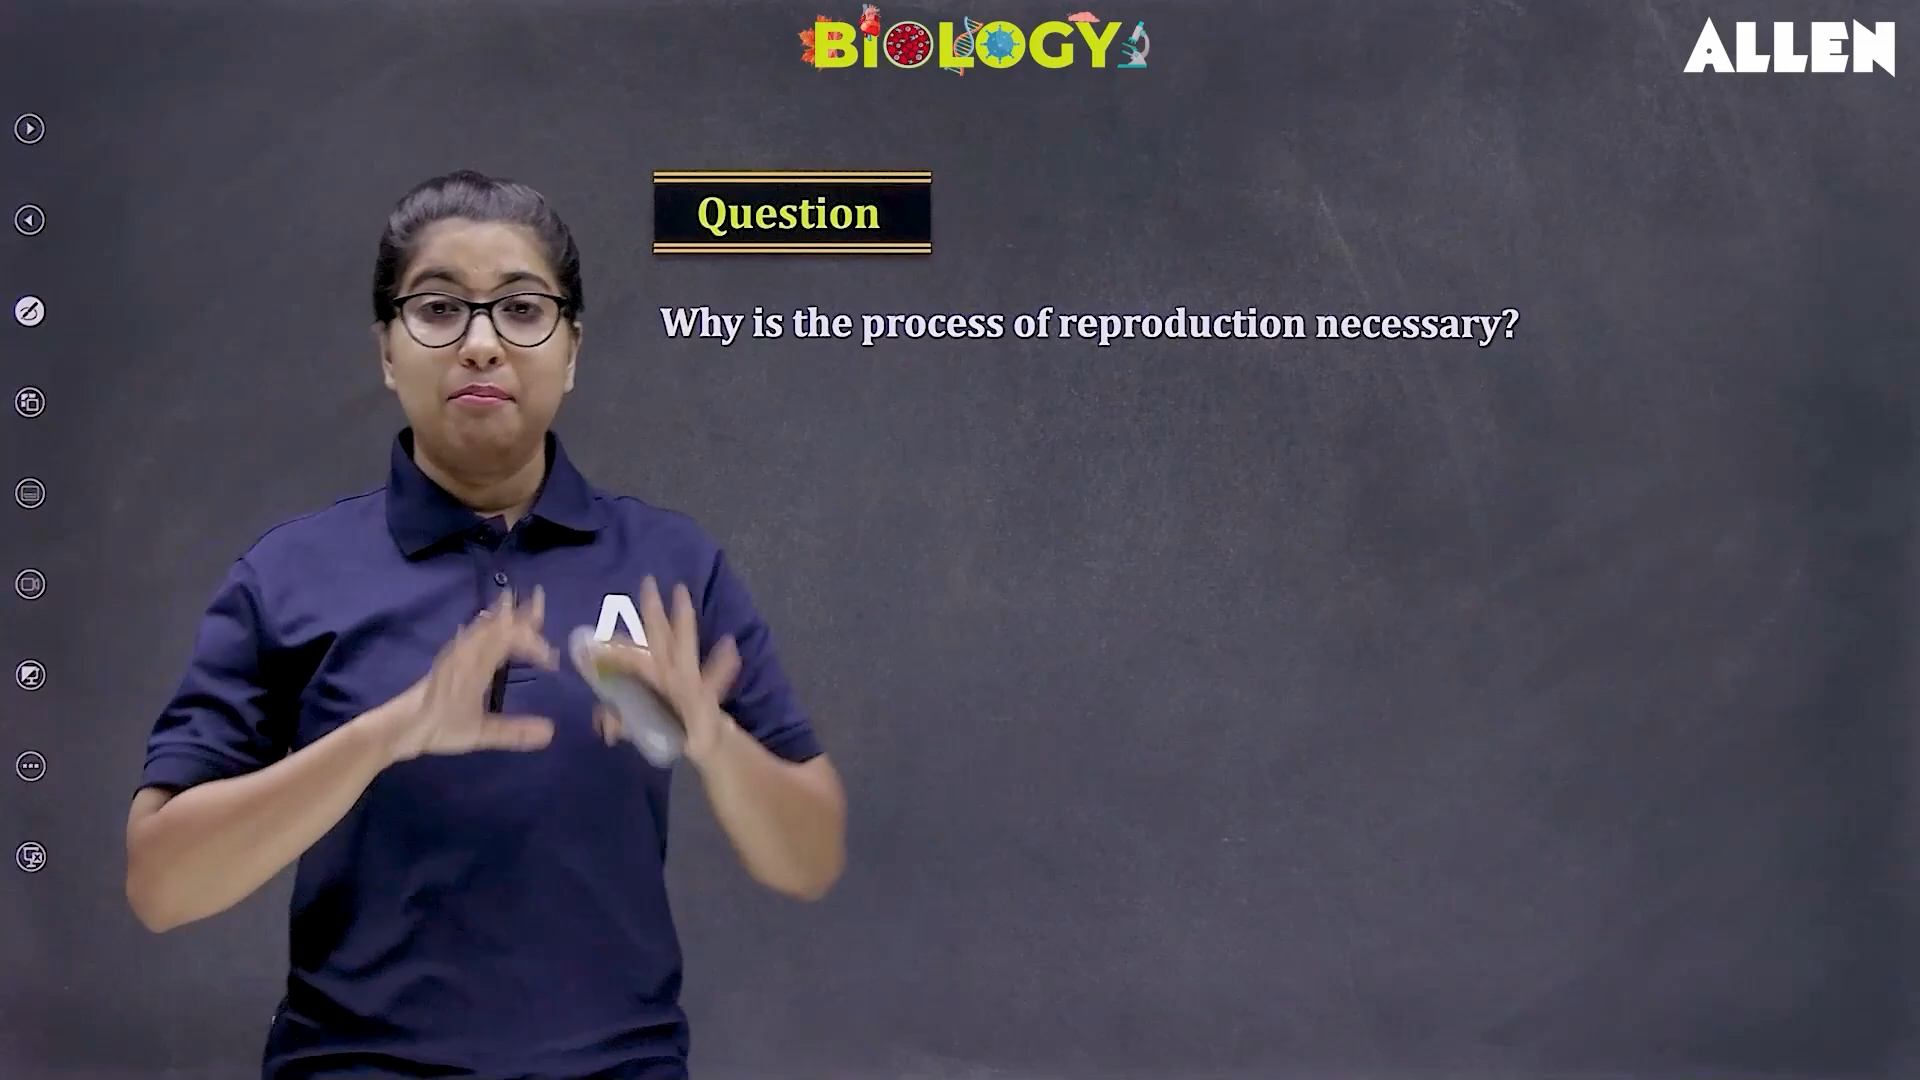 BIOLOGY
ALLEN
Question
Why is the process of reproduction necessary?
A